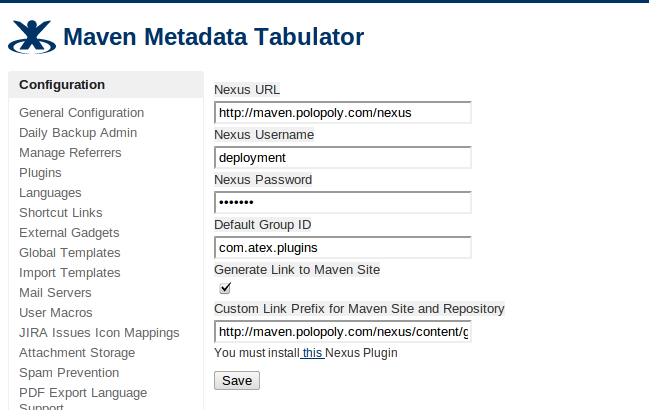 Maven Metadata Tabulator
Configuration
General Configuration
Daily Backup Admin
Manage Referrers
Plugins
Languages
Shortcut Links
External Gadgets
Global Templates
Import Templates
Mail Servers
User Macros
JIRA Issues Icon Mappings
Attachment Storage
Spam Prevention
PDF Export Language
Support
Nexus URL
http://maven.polopoly.com/nexus
Nexus Username
deployment
Nexus Password
•••••••
Default Group ID
com.atex.plugins
Generate Link to Maven Site
Custom Link Prefix for Maven Site and Repository
http://maven.polopoly.com/nexus/content/g
You must install this Nexus Plugin
Save